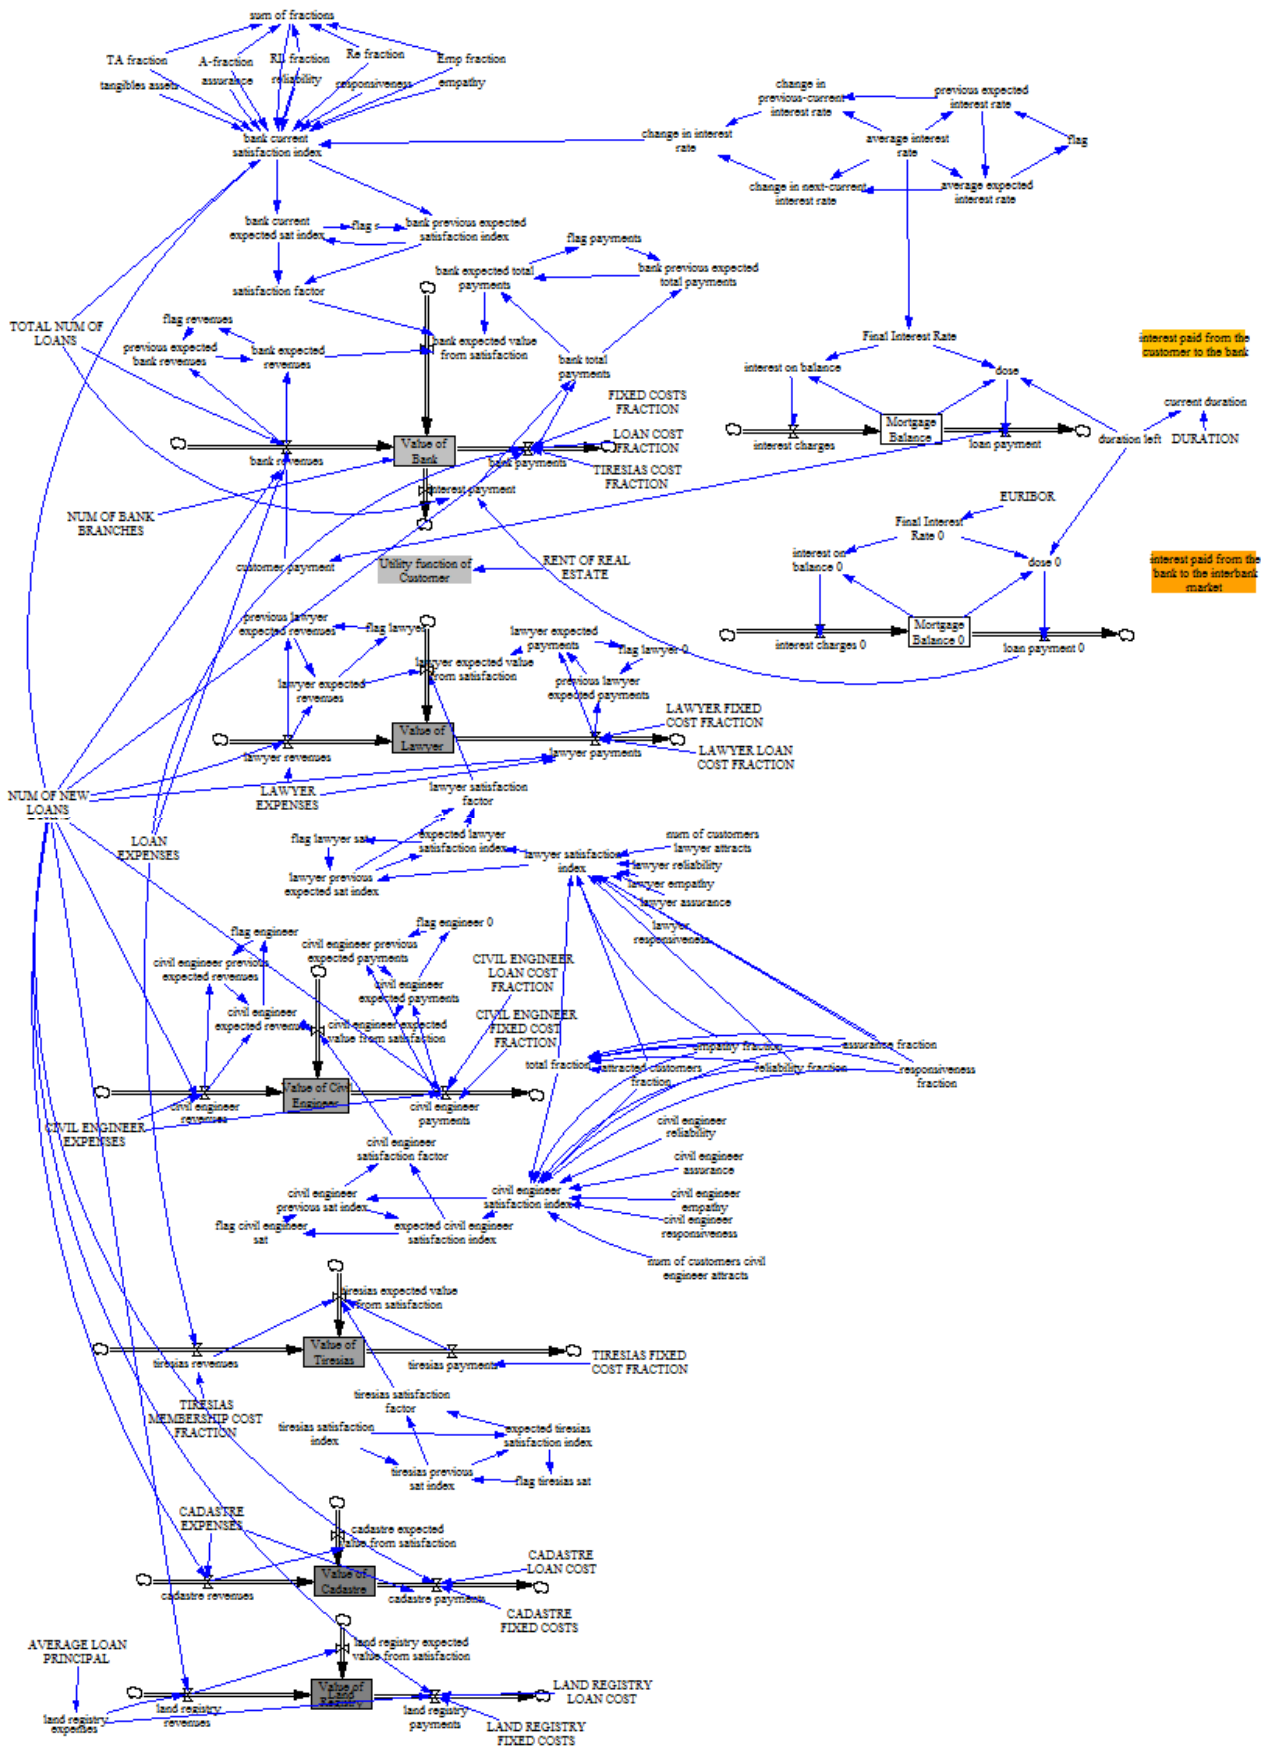 sum of fractions
TA fraction
A-fraction
REL fraction
Re fraction
Emp fraction
tangibles assets
assurance
reliability
responsiveness
empathy
bank current
satisfaction index
change in interest
rate
change in
previous-current
interest rate
previous expected
interest rate
average interest
rate
flag
change in next-current
interest rate
average expected
interest rate
bank current
expected sat index
flag s
bank previous expected
satisfaction index
satisfaction factor
flag payments
bank expected total
payments
bank previous expected
total payments
TOTAL NUM OF
LOANS
flag revenues
previous expected
bank revenues
bank expected
revenues
bank expected value
from satisfaction
bank total
payments
FIXED COSTS
FRACTION
LOAN COST
FRACTION
TIRESIAS COST
FRACTION
bank revenues
Value of
Bank
bank payments
interest payment
NUM OF BANK
BRANCHES
customer payment
Utility function of
Customer
RENT OF REAL
ESTATE
Final Interest Rate
interest on balance
dose
interest charges
Mortgage
Balance
loan payment
duration left
current duration
DURATION
interest paid from the
customer to the bank
EURIBOR
Final Interest
Rate 0
interest on
balance 0
dose 0
interest charges 0
Mortgage
Balance 0
loan payment 0
interest paid from the
bank to the interbank
market
previous lawyer
expected revenues
flag lawyer
lawyer expected
revenues
lawyer expected value
from satisfaction
lawyer expected
payments
flag lawyer 0
previous lawyer
expected payments
LAWYER FIXED
COST FRACTION
LAWYER LOAN
COST FRACTION
lawyer revenues
Value of
Lawyer
lawyer payments
LAWYER
EXPENSES
NUM OF NEW
LOANS
LOAN
EXPENSES
lawyer satisfaction
factor
flag lawyer sat
expected lawyer
satisfaction index
lawyer previous
expected sat index
lawyer satisfaction
index
num of customers
lawyer attracts
lawyer reliability
lawyer empathy
lawyer assurance
lawyer
responsiveness
flag engineer
civil engineer previous
expected revenues
civil engineer
expected revenues
civil engineer previous
expected payments
flag engineer 0
civil engineer
expected payments
civil engineer expected
value from satisfaction
CIVIL ENGINEER
LOAN COST
FRACTION
CIVIL ENGINEER
FIXED COST
FRACTION
civil engineer
revenues
Value of Civil
Engineer
civil engineer
payments
CIVIL ENGINEER
EXPENSES
total fraction
attracted customers
fraction
empathy fraction
reliability fraction
assurance fraction
responsiveness
fraction
civil engineer
satisfaction factor
civil engineer
previous sat index
flag civil engineer
sat
expected civil engineer
satisfaction index
civil engineer
satisfaction index
civil engineer
reliability
civil engineer
assurance
civil engineer
empathy
civil engineer
responsiveness
num of customers civil
engineer attracts
tiresias expected value
from satisfaction
tiresias revenues
Value of
Tiresias
tiresias payments
TIRESIAS FIXED
COST FRACTION
TIRESIAS
MEMBERSHIP COST
FRACTION
tiresias satisfaction
factor
tiresias satisfaction
index
expected tiresias
satisfaction index
tiresias previous
sat index
flag tiresias sat
CADASTRE
EXPENSES
cadastre expected
value from satisfaction
cadastre revenues
Value of
Cadastre
cadastre payments
CADASTRE
LOAN COST
CADASTRE
FIXED COSTS
AVERAGE LOAN
PRINCIPAL
land registry expected
value from satisfaction
land registry
expenses
land registry
revenues
Value of
Land
Registry
land registry
payments
LAND REGISTRY
LOAN COST
LAND REGISTRY
FIXED COSTS